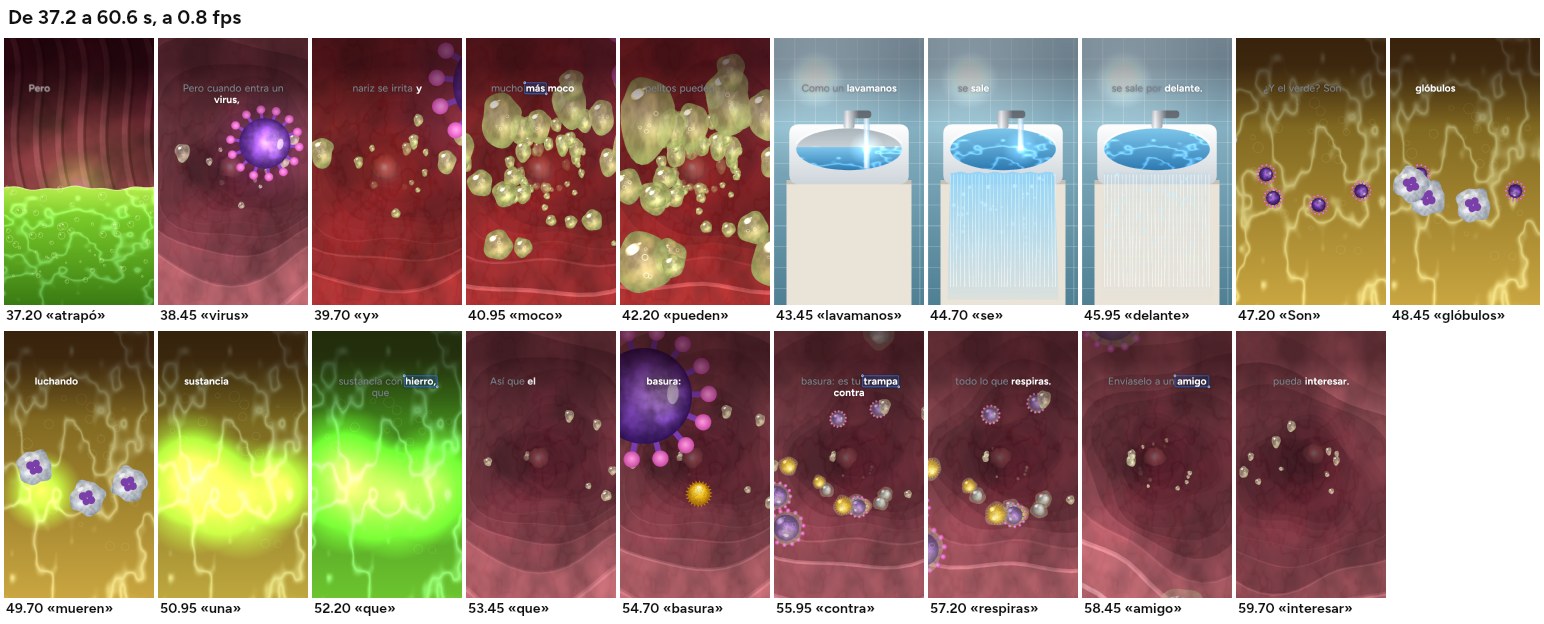 De 37.2 a 60.6 s, a 0.8 fps
Pero
Pero cuando entra un
virus,
nariz se irrita y
mucho más moco
pelitos pueden
Como un lavamanos
se sale
se sale por delante.
¿Y el verde? Son
glóbulos
37.20 «atrapó»
38.45 «virus»
39.70 «y»
40.95 «moco»
42.20 «pueden»
43.45 «lavamanos»
44.70 «se»
45.95 «delante»
47.20 «Son»
48.45 «glóbulos»
luchando
sustancia
sustancia con hierro,
que
Así que el
basura:
basura: es tu trampa
contra
todo lo que respiras.
Envíaselo a un amigo
pueda interesar.
49.70 «mueren»
50.95 «una»
52.20 «que»
53.45 «que»
54.70 «basura»
55.95 «contra»
57.20 «respiras»
58.45 «amigo»
59.70 «interesar»